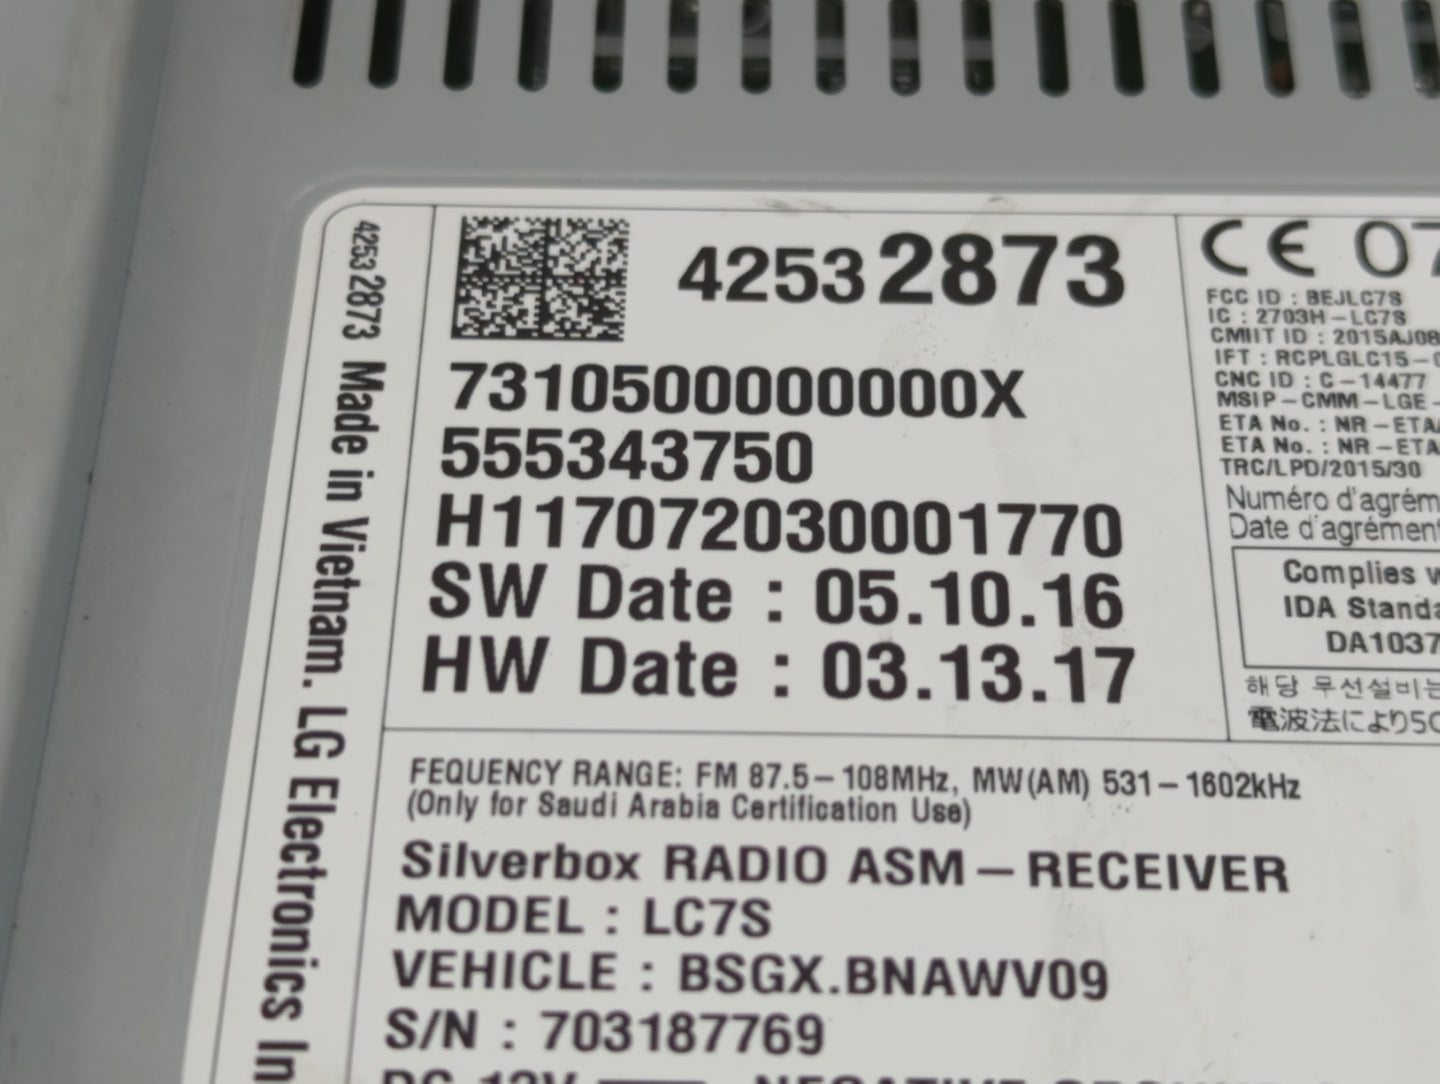 42532873 Made in Vietnam. LG Electronics In
42532873
7310500000000X
555343750
H117072030001770
SW Date : 05.10.16
HW Date : 03.13.17
CE 07
FCC ID : BEJLC7S
IC : 2703H-LC7S
CMIIT ID : 2015AJ08
IFT : RCPLGLC15-
CNC ID : C-14477
MSIP-CMM-LGE-
ETA No. : NR-ETA
ETA No. : NR-ETA
TRC/LPD/2015/30
Numéro d'agrém
Date d'agrément
Complies w
IDA Standa
DA1037
해당 무선설비는
電波法により5
FEQUENCY RANGE: FM 87.5-108MHz, MW(AM) 531-1602kHz
(Only for Saudi Arabia Certification Use)
Silverbox RADIO ASM-RECEIVER
MODEL : LC7S
VEHICLE : BSGX.BNAWV09
S/N : 703187769
DC 12V